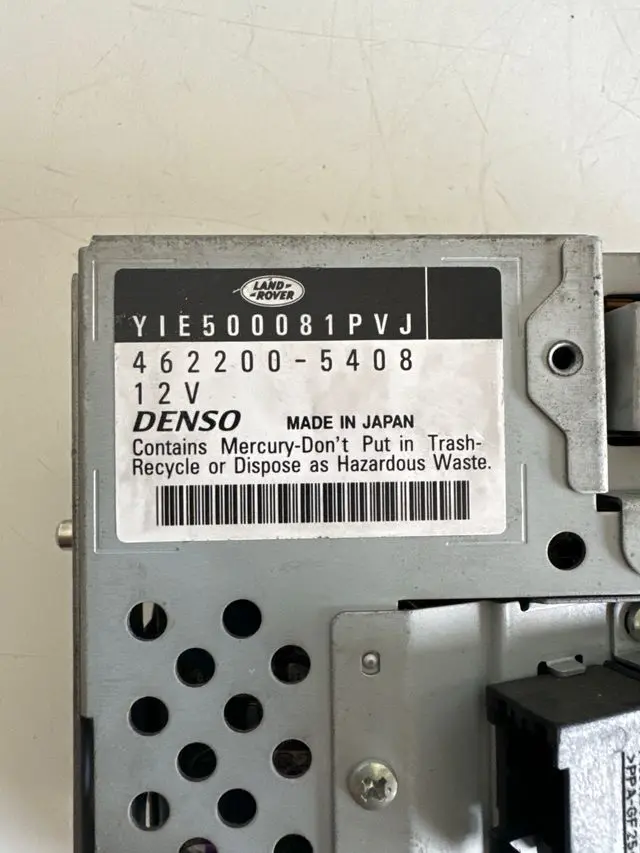 LAND-
-ROVER
YIE500081PVJ
462200-5408
12V
DENSO MADE IN JAPAN
Contains Mercury-Don't Put in Trash-
Recycle or Dispose as Hazardous Waste.